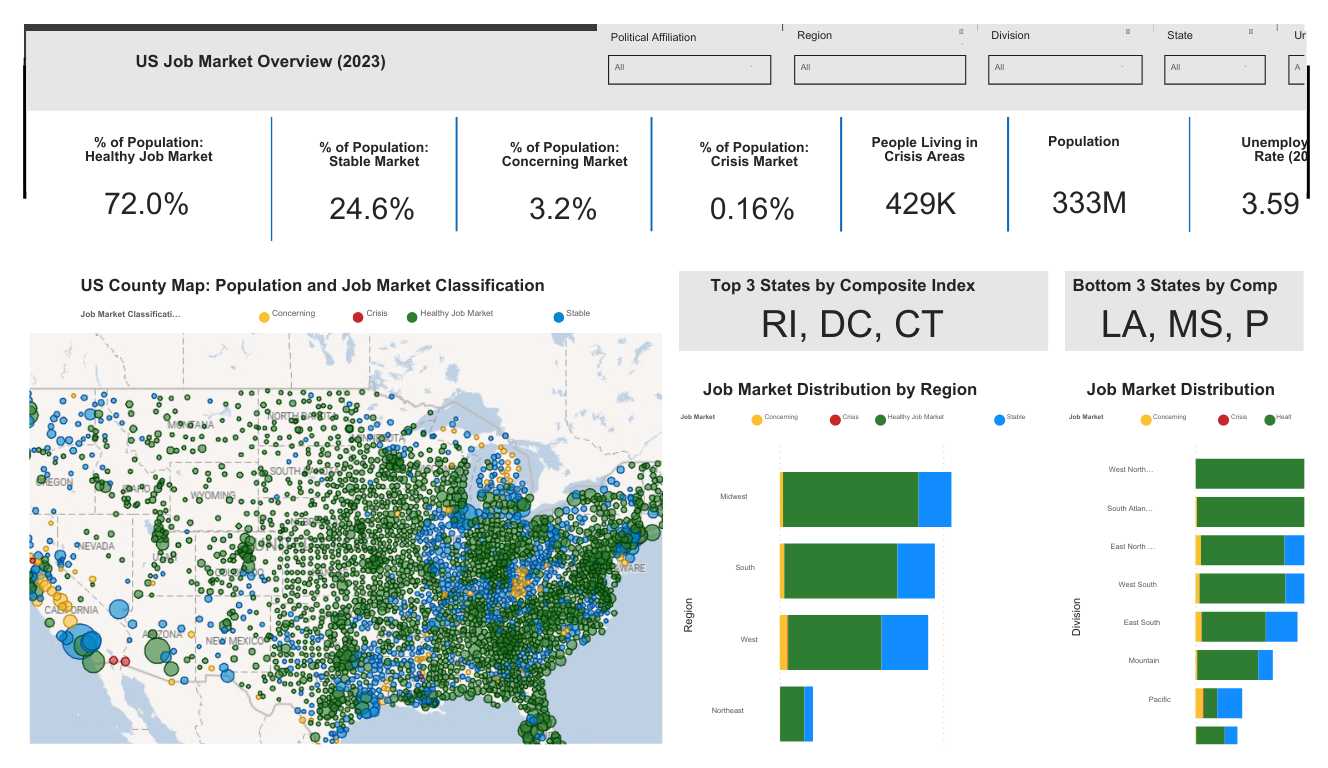 Political Affiliation
Region
Division
State
Ur
US Job Market Overview (2023)
All
All
All
All
A
% of Population:
Healthy Job Market
72.0%
% of Population:
Stable Market
24.6%
% of Population:
Concerning Market
3.2%
% of Population:
Crisis Market
0.16%
People Living in
Crisis Areas
429K
Population
333M
Unemploy
Rate (20
3.59
US County Map: Population and Job Market Classification
Job Market Classificati...
Concerning
Crisis
Healthy Job Market
Stable
MONTANA
NORTH DAKOTA
MINNESOTA
OREGON
IDAHO
WYOMING
NEVADA
COLORADO
CALIFORNIA
ARIZONA
NEW MEXICO
AWARE
Top 3 States by Composite Index
RI, DC, CT
Bottom 3 States by Comp
LA, MS, P
Job Market Distribution by Region
Job Market
Concerning
Crisis
Healthy Job Market
Stable
Region
Midwest
South
West
Northeast
Job Market Distribution
Job Market
Concerning
Crisis
Healt
Division
West North...
South Atlan...
East North ...
West South
East South
Mountain
Pacific